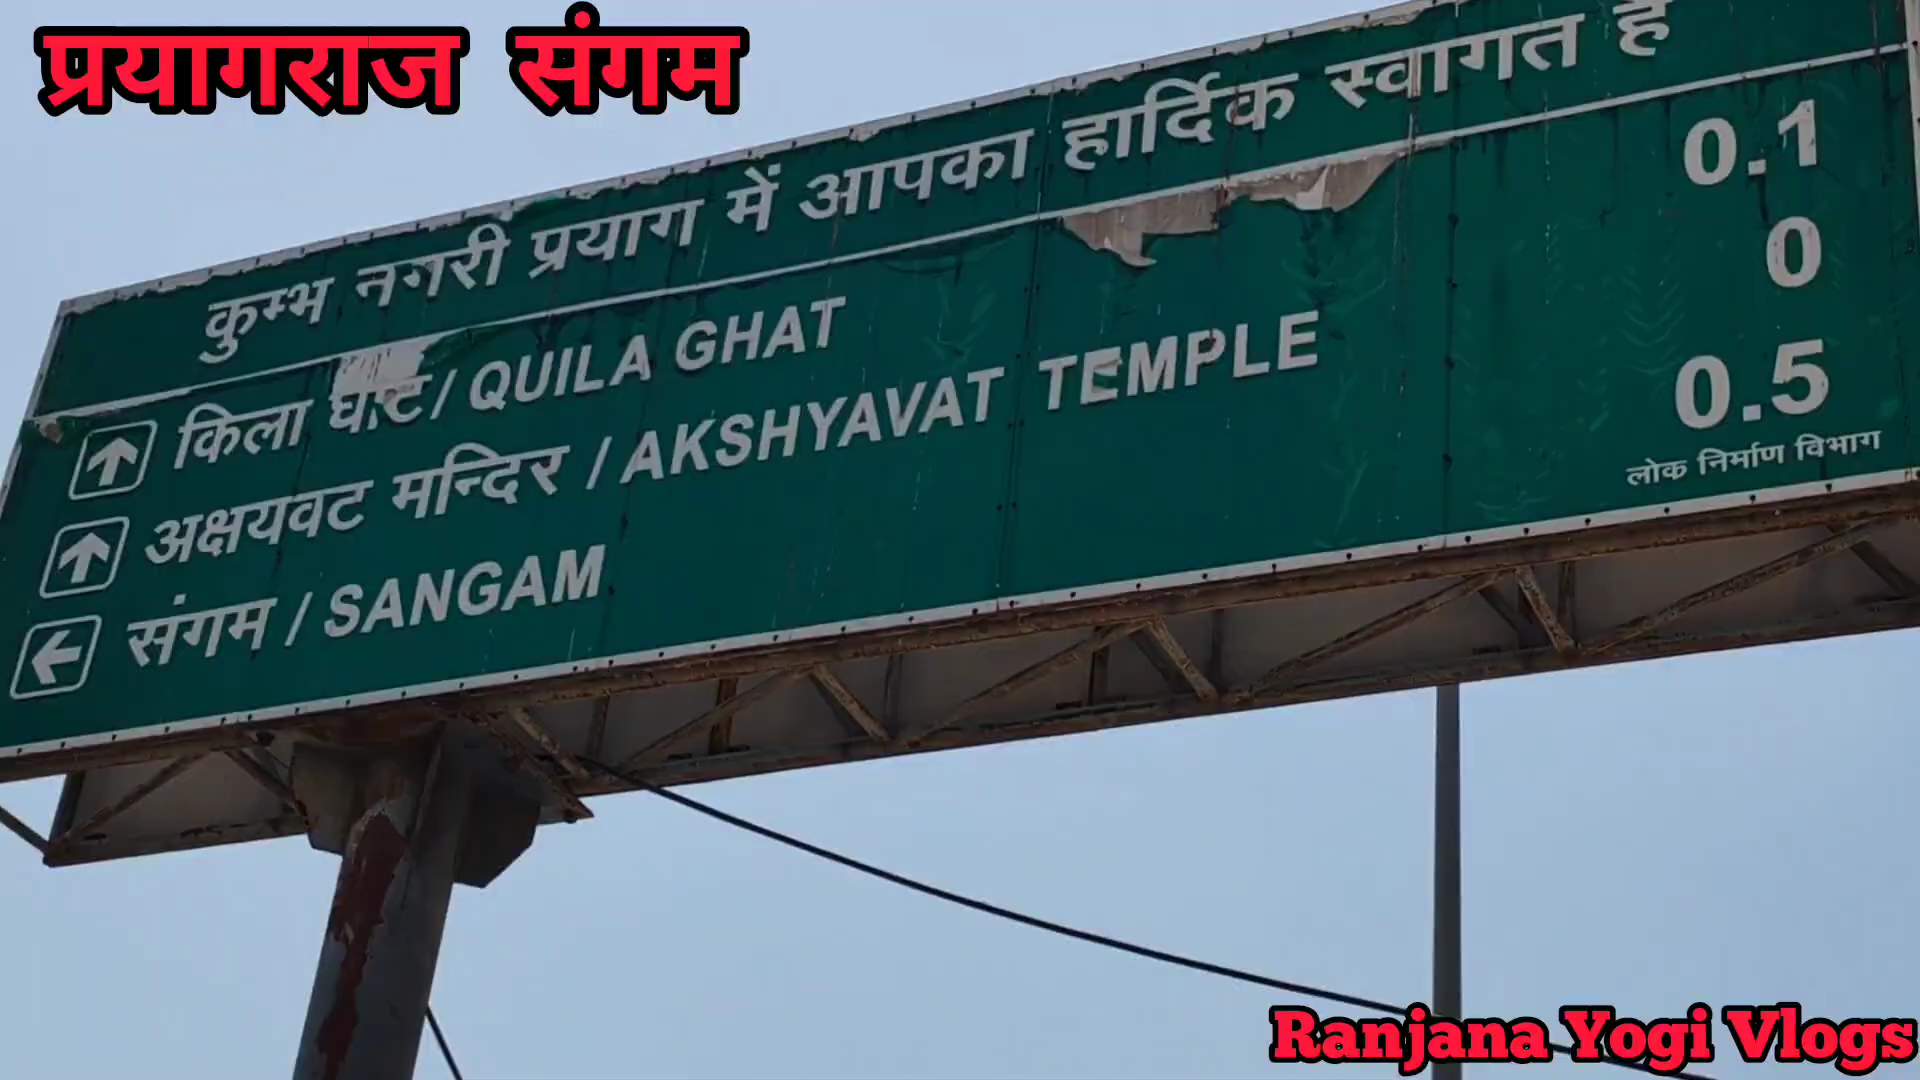 प्रयागराज संगम
कुम्भ नगरी प्रयाग में आपका हार्दिक स्वागत है
किला घाट / QUILA GHAT 0.1
अक्षयवट मन्दिर / AKSHYAVAT TEMPLE 0
संगम / SANGAM 0.5
लोक निर्माण विभाग
Ranjana Yogi Vlogs